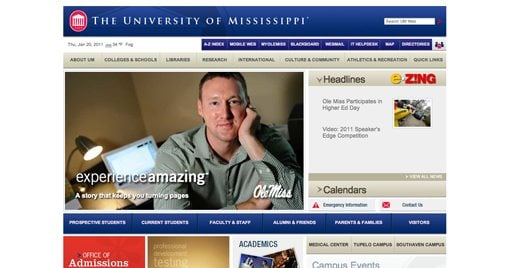 THE UNIVERSITY OF MISSISSIPPI
Search UM Web
Thu, Jan 20, 2011 34 °F Fog
A-Z INDEX MOBILE WEB MYOLEMISS BLACKBOARD WEBMAIL IT HELPDESK MAP DIRECTORIES
ABOUT UM COLLEGES & SCHOOLS LIBRARIES RESEARCH INTERNATIONAL CULTURE & COMMUNITY ATHLETICS & RECREATION QUICK LINKS
Headlines
e-ZING
Ole Miss Participates in
Higher Ed Day
Video: 2011 Speaker's
Edge Competition
VIEW ALL NEWS
experienceamazing
A story that keeps you turning pages
Ole Miss
Calendars
Emergency Information Contact Us
PROSPECTIVE STUDENTS CURRENT STUDENTS FACULTY & STAFF ALUMNI & FRIENDS PARENTS & FAMILIES VISITORS
OFFICE OF
Admissions
professional
development
testing
ACADEMICS
MEDICAL CENTER TUPELO CAMPUS SOUTHAVEN CAMPUS
Campus Events